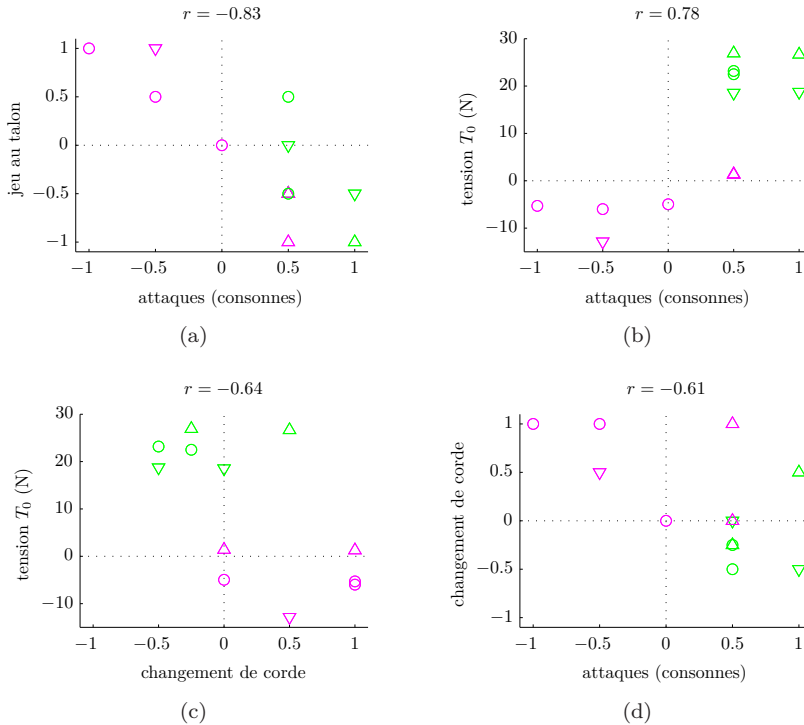 r = −0.83
1
0.5
0
−0.5
−1
jeu au talon
−1 −0.5 0 0.5 1
attaques (consonnes)
(a)
r = 0.78
30
20
10
0
−10
tension T0 (N)
−1 −0.5 0 0.5 1
attaques (consonnes)
(b)
r = −0.64
30
20
10
0
−10
tension T0 (N)
−1 −0.5 0 0.5 1
changement de corde
(c)
r = −0.61
1
0.5
0
−0.5
−1
changement de corde
−1 −0.5 0 0.5 1
attaques (consonnes)
(d)